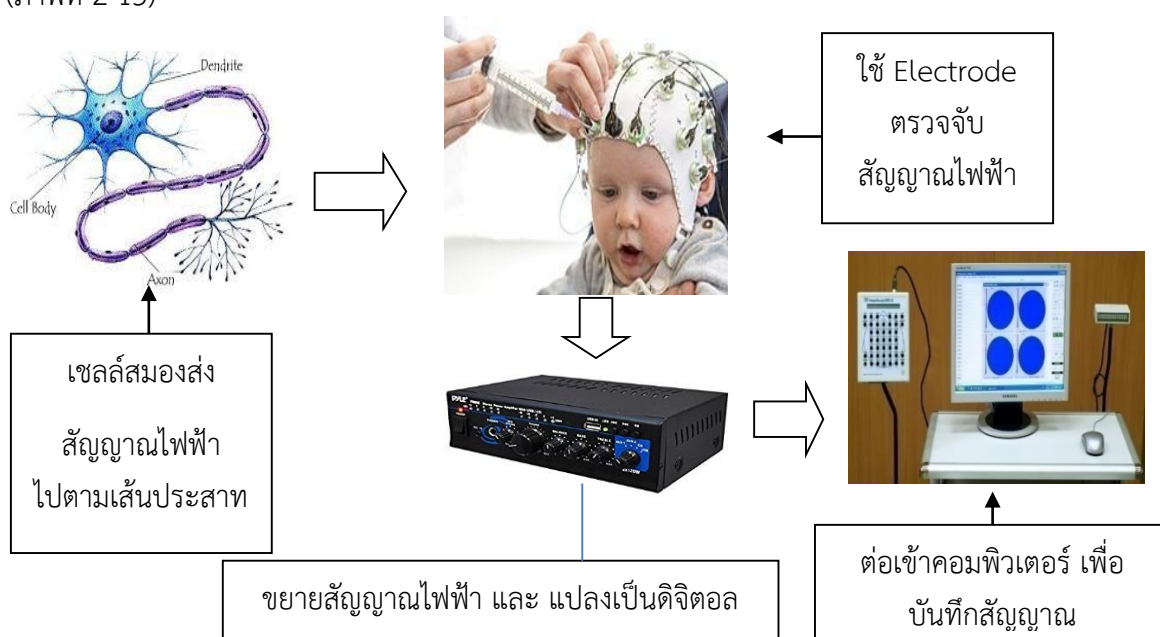 (ภาพที่ 2-13)
Dendrite
Cell Body
Axon
ใช้ Electrode
ตรวจจับ
สัญญาณไฟฟ้า
เซลล์สมองส่ง
สัญญาณไฟฟ้า
ไปตามเส้นประสาท
PYLE
ขยายสัญญาณไฟฟ้า และ แปลงเป็นดิจิตอล
ต่อเข้าคอมพิวเตอร์ เพื่อ
บันทึกสัญญาณ